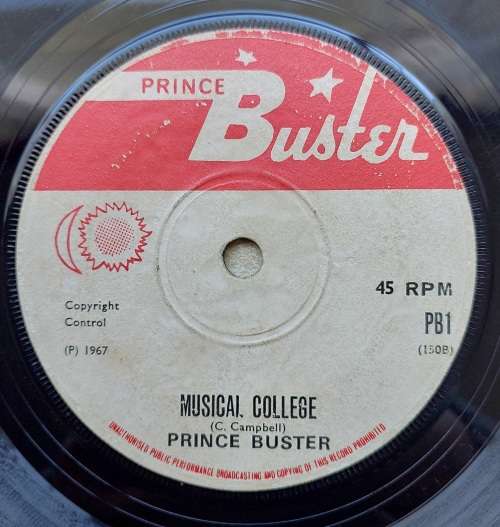 PRINCE
Buster
45 RPM
Copyright
Control
PB1
(P) 1967
(150B)
MUSICAL COLLEGE
(C. Campbell)
PRINCE BUSTER
UNAUTHORISED PUBLIC PERFORMANCE BROADCASTING AND COPYING OF THIS RECORD PROHIBITED